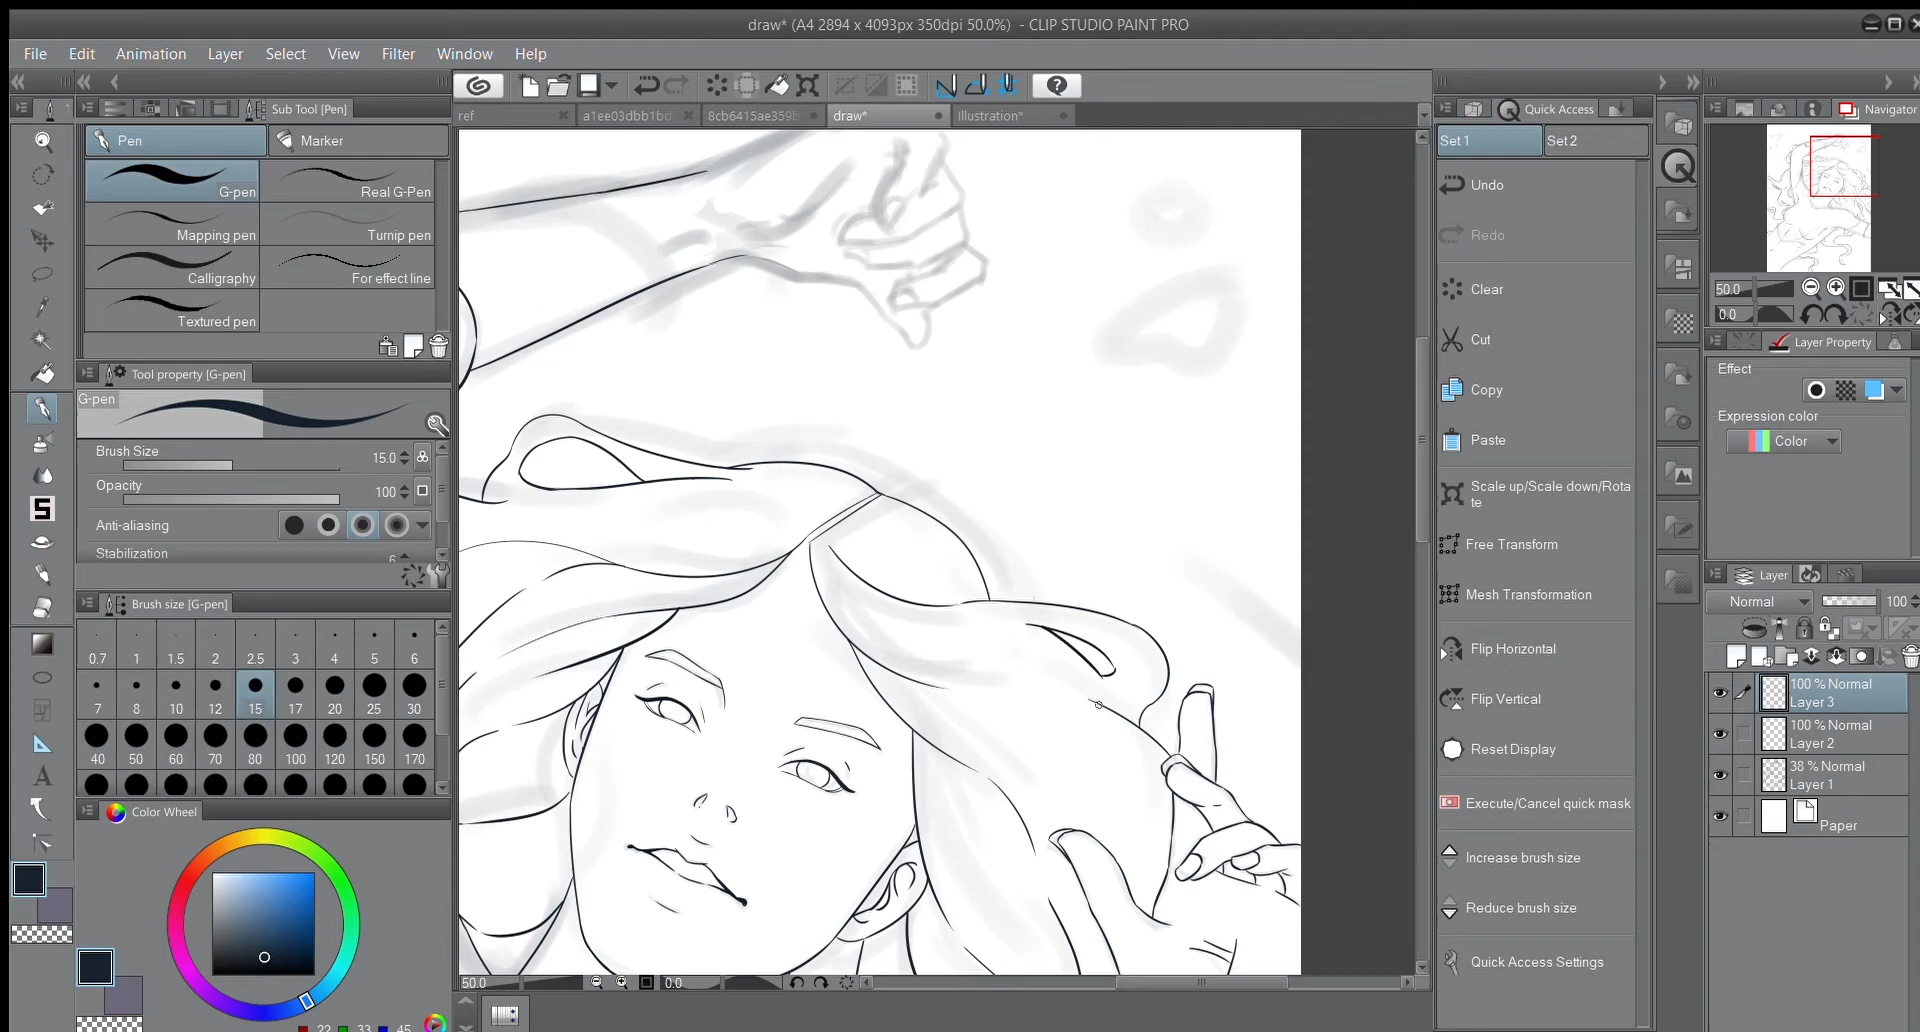 draw* (A4 2894 x 4093px 350dpi 50.0%) - CLIP STUDIO PAINT PRO
File Edit Animation Layer Select View Filter Window Help
Sub Tool [Pen]
Pen Marker
G-pen Real G-Pen
Mapping pen Turnip pen
Calligraphy For effect line
Textured pen
Tool property [G-pen]
G-pen
Brush Size 15.0
Opacity 100
Anti-aliasing
Stabilization 6
Brush size [G-pen]
0.7 1 1.5 2 2.5 3 4 5 6
7 8 10 12 15 17 20 25 30
40 50 60 70 80 100 120 150 170
Color Wheel
22 33 45
ref a1ee03dbb1bd 8cb6415ae359b draw* Illustration*
50.0 0.0
Quick Access
Set 1 Set 2
Undo
Redo
Clear
Cut
Copy
Paste
Scale up/Scale down/Rota
te
Free Transform
Mesh Transformation
Flip Horizontal
Flip Vertical
Reset Display
Execute/Cancel quick mask
Increase brush size
Reduce brush size
Quick Access Settings
Navigator
50.0
0.0
Layer Property
Effect
Expression color
Color
Layer
Normal 100
100 % Normal
Layer 3
100 % Normal
Layer 2
38 % Normal
Layer 1
Paper